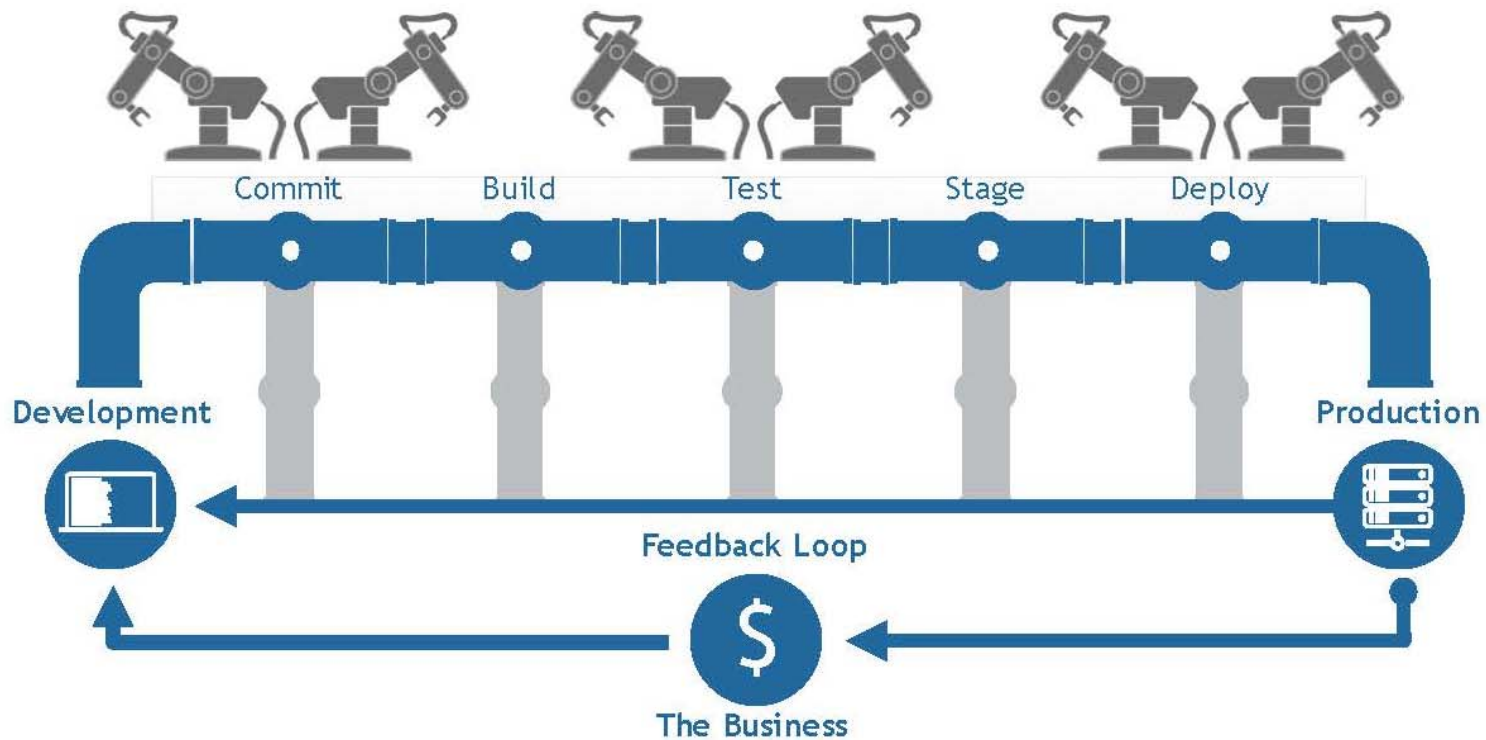 Commit
Build
Test
Stage
Deploy
Development
Production
Feedback Loop
$
The Business